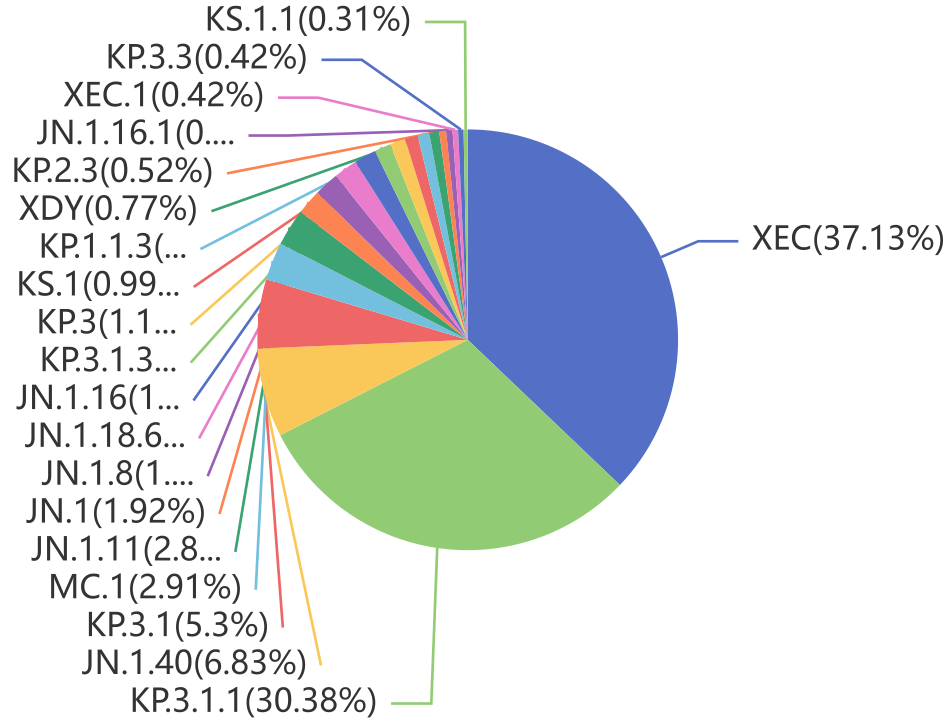 KS.1.1(0.31%)
KP.3.3(0.42%)
XEC.1(0.42%)
JN.1.16.1(0....
KP.2.3(0.52%)
XDY(0.77%)
KP.1.1.3(...
KS.1(0.99...
KP.3(1.1...
KP.3.1.3...
JN.1.16(1...
JN.1.18.6...
JN.1.8(1....
JN.1(1.92%)
JN.1.11(2.8...
MC.1(2.91%)
KP.3.1(5.3%)
JN.1.40(6.83%)
KP.3.1.1(30.38%)
XEC(37.13%)